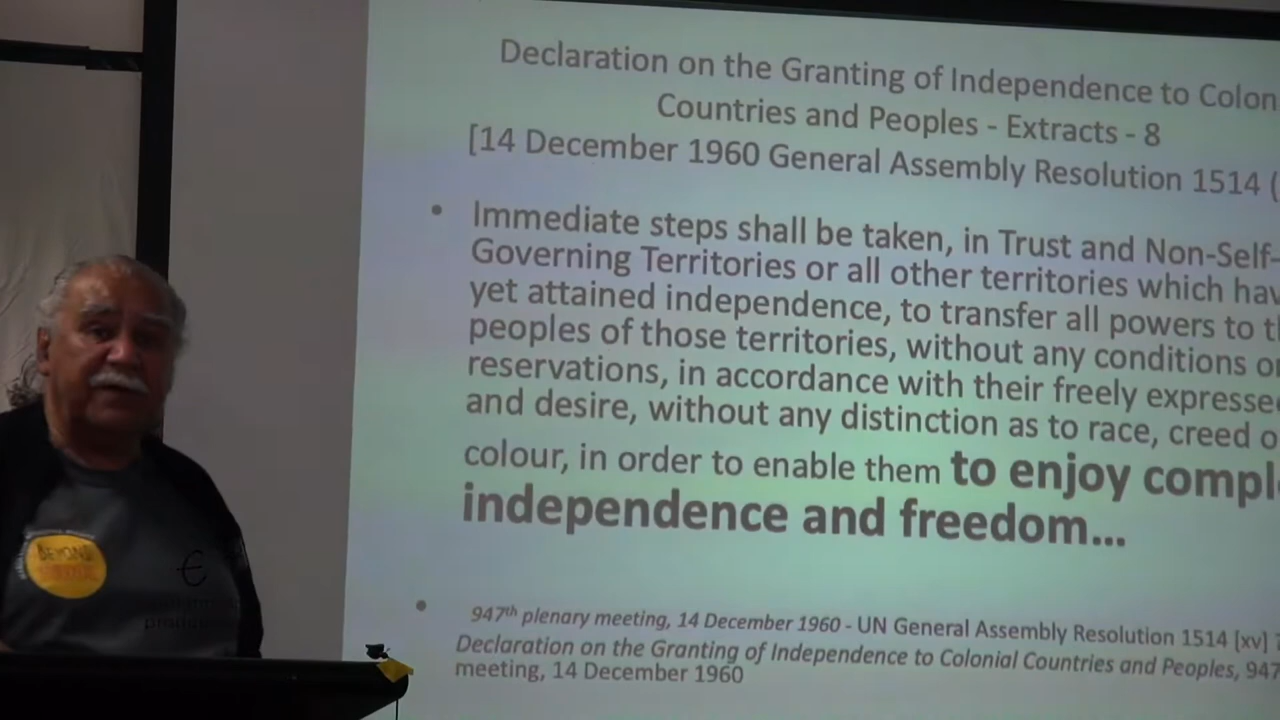 Declaration on the Granting of Independence to Colon
Countries and Peoples - Extracts - 8
[14 December 1960 General Assembly Resolution 1514 (
• Immediate steps shall be taken, in Trust and Non-Self-
Governing Territories or all other territories which hav
yet attained independence, to transfer all powers to th
peoples of those territories, without any conditions or
reservations, in accordance with their freely expressed
and desire, without any distinction as to race, creed o
colour, in order to enable them to enjoy compl
independence and freedom...
• 947th plenary meeting, 14 December 1960 - UN General Assembly Resolution 1514 [xv]
Declaration on the Granting of Independence to Colonial Countries and Peoples, 947
meeting, 14 December 1960
BEYOND